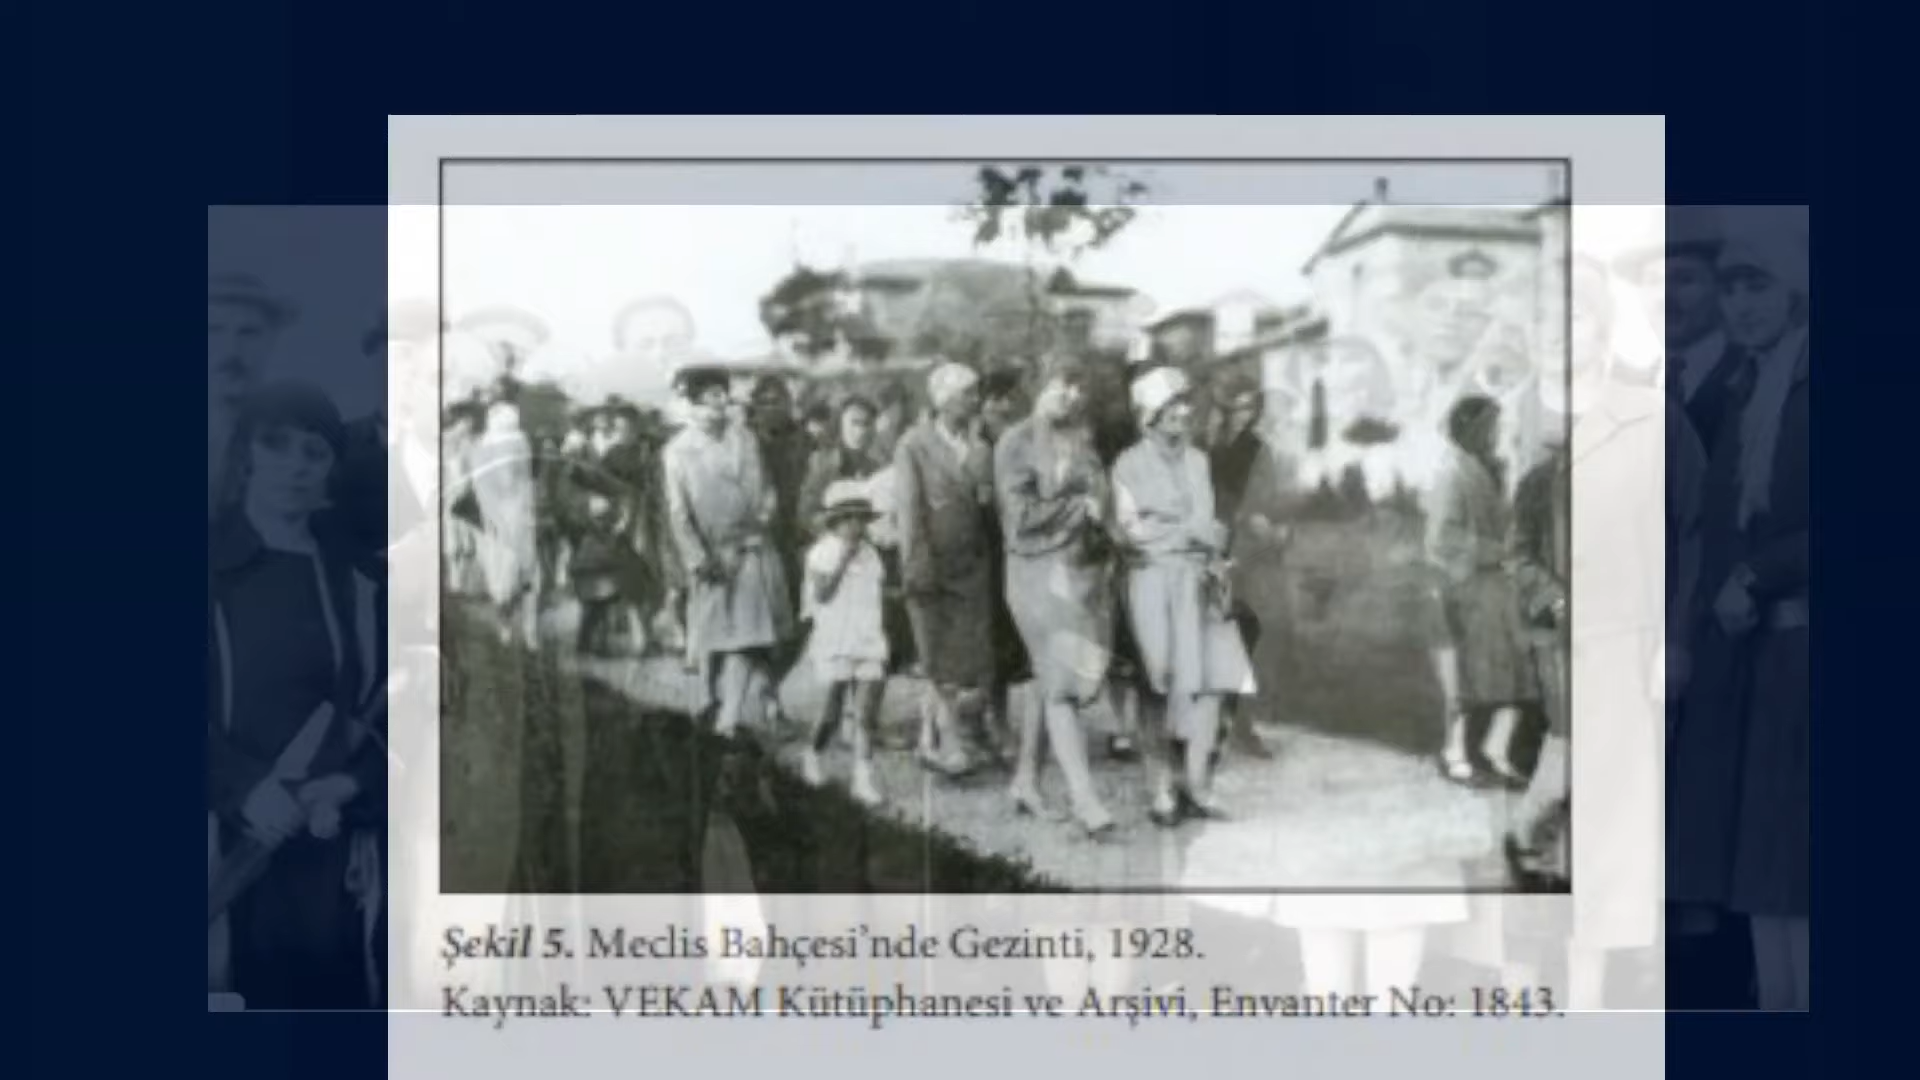 Şekil 5. Meclis Bahçesi'nde Gezinti, 1928.
Kaynak: VEKAM Kütüphanesi ve Arşivi, Envanter No: 1843.